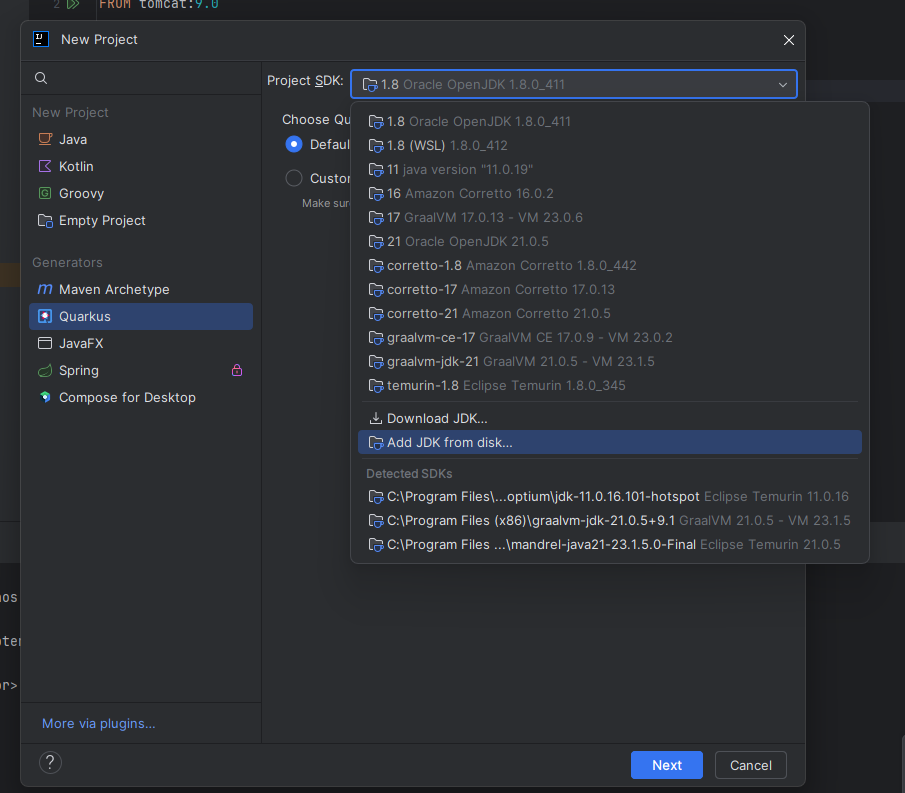 2 FROM tomcat:9.0
New Project
Project SDK: 1.8 Oracle OpenJDK 1.8.0_411
New Project
Java
Kotlin
Groovy
Empty Project
Generators
Maven Archetype
Quarkus
JavaFX
Spring
Compose for Desktop
More via plugins...
Choose Qu
Defaul
Custor
Make sur
1.8 Oracle OpenJDK 1.8.0_411
1.8 (WSL) 1.8.0_412
11 java version "11.0.19"
16 Amazon Corretto 16.0.2
17 GraalVM 17.0.13 - VM 23.0.6
21 Oracle OpenJDK 21.0.5
corretto-1.8 Amazon Corretto 1.8.0_442
corretto-17 Amazon Corretto 17.0.13
corretto-21 Amazon Corretto 21.0.5
graalvm-ce-17 GraalVM CE 17.0.9 - VM 23.0.2
graalvm-jdk-21 GraalVM 21.0.5 - VM 23.1.5
temurin-1.8 Eclipse Temurin 1.8.0_345
Download JDK...
Add JDK from disk...
Detected SDKs
C:\Program Files\...optium\jdk-11.0.16.101-hotspot Eclipse Temurin 11.0.16
C:\Program Files (x86)\graalvm-jdk-21.0.5+9.1 GraalVM 21.0.5 - VM 23.1.5
C:\Program Files ...\mandrel-java21-23.1.5.0-Final Eclipse Temurin 21.0.5
nos
oten
or>
?
Next
Cancel